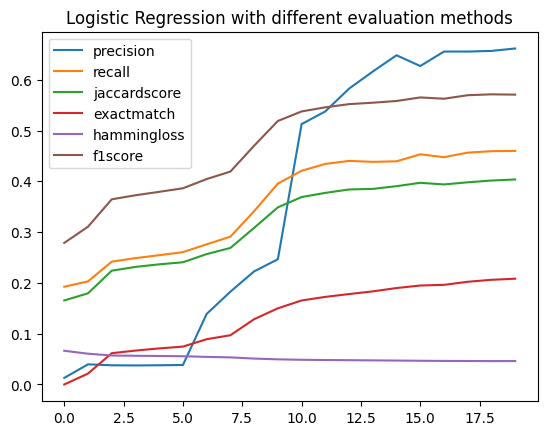 Logistic Regression with different evaluation methods
precision
recall
jaccardscore
exactmatch
hammingloss
f1score
0.6
0.5
0.4
0.3
0.2
0.1
0.0
0.0 2.5 5.0 7.5 10.0 12.5 15.0 17.5